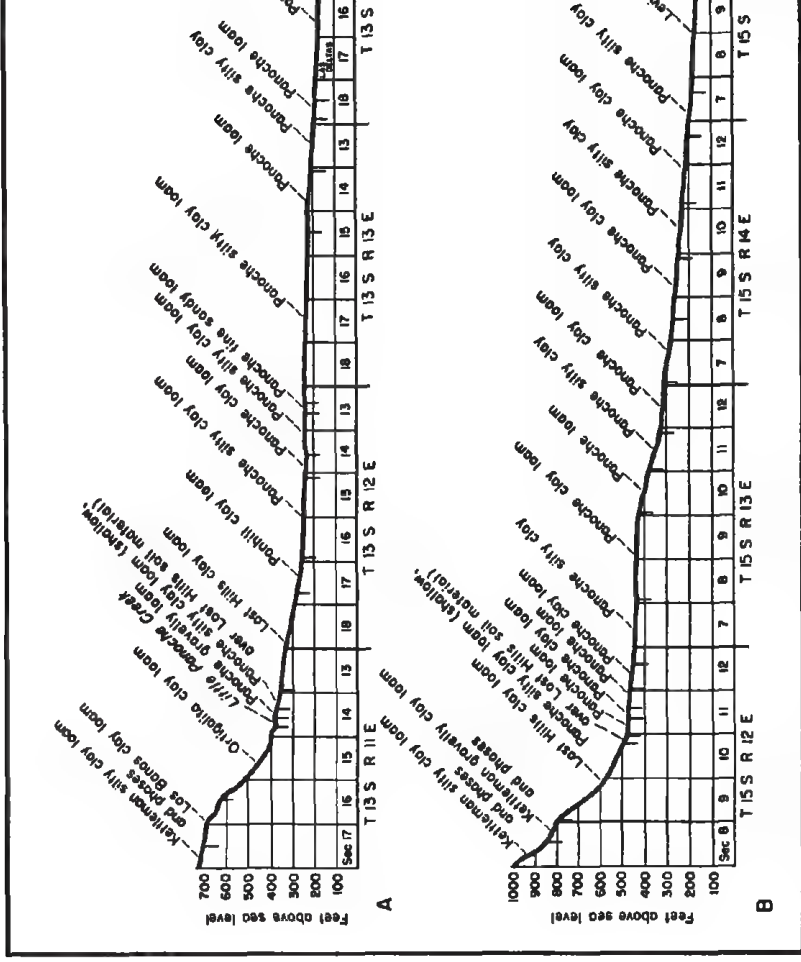 Kettleman silty clay loam
and phases
Los Banos clay loam
Ortigalita clay loam
Little Panoche Creek
Panoche gravelly loam
Panoche silty clay loam (shallow,
over Lost Hills soil material)
Lost Hills clay loam
Panhill clay loam
Panoche silty clay loam
Panoche clay loam
Panoche silty clay loam
Panoche fine sandy loam
Panoche silty clay loam
Panoche loam
Panoche silty clay
Panoche loam
LAS DELTAS
Feet above sea level
700
600
500
400
300
200
100
Sec 17 16 15 14 13 18 17 16 15 14 13 18 17 16 15 14 13 18 17 16
T 13 S R 11 E
T 13 S R 12 E
T 13 S R 13 E
T 13 S
A
Kettleman silty clay loam
and phases
Kettleman gravelly clay loam
and phases
Lost Hills clay loam
Panoche silty clay loam (shallow,
over Lost Hills soil material)
Panoche clay loam
Panoche loam
Panoche clay loam
Panoche silty clay
Panoche clay loam
Panoche loam
Panoche silty clay
Panoche clay loam
Panoche silty clay
Panoche clay loam
Panoche silty clay
Panoche clay loam
Panoche silty clay
Feet above sea level
1000
900
800
700
600
500
400
300
200
100
Sec 8 9 10 11 12 7 8 9 10 11 12 7 8 9 10 11 12 7 8 9
T 15 S R 12 E
T 15 S R 13 E
T 15 S R 14 E
T 15 S
B